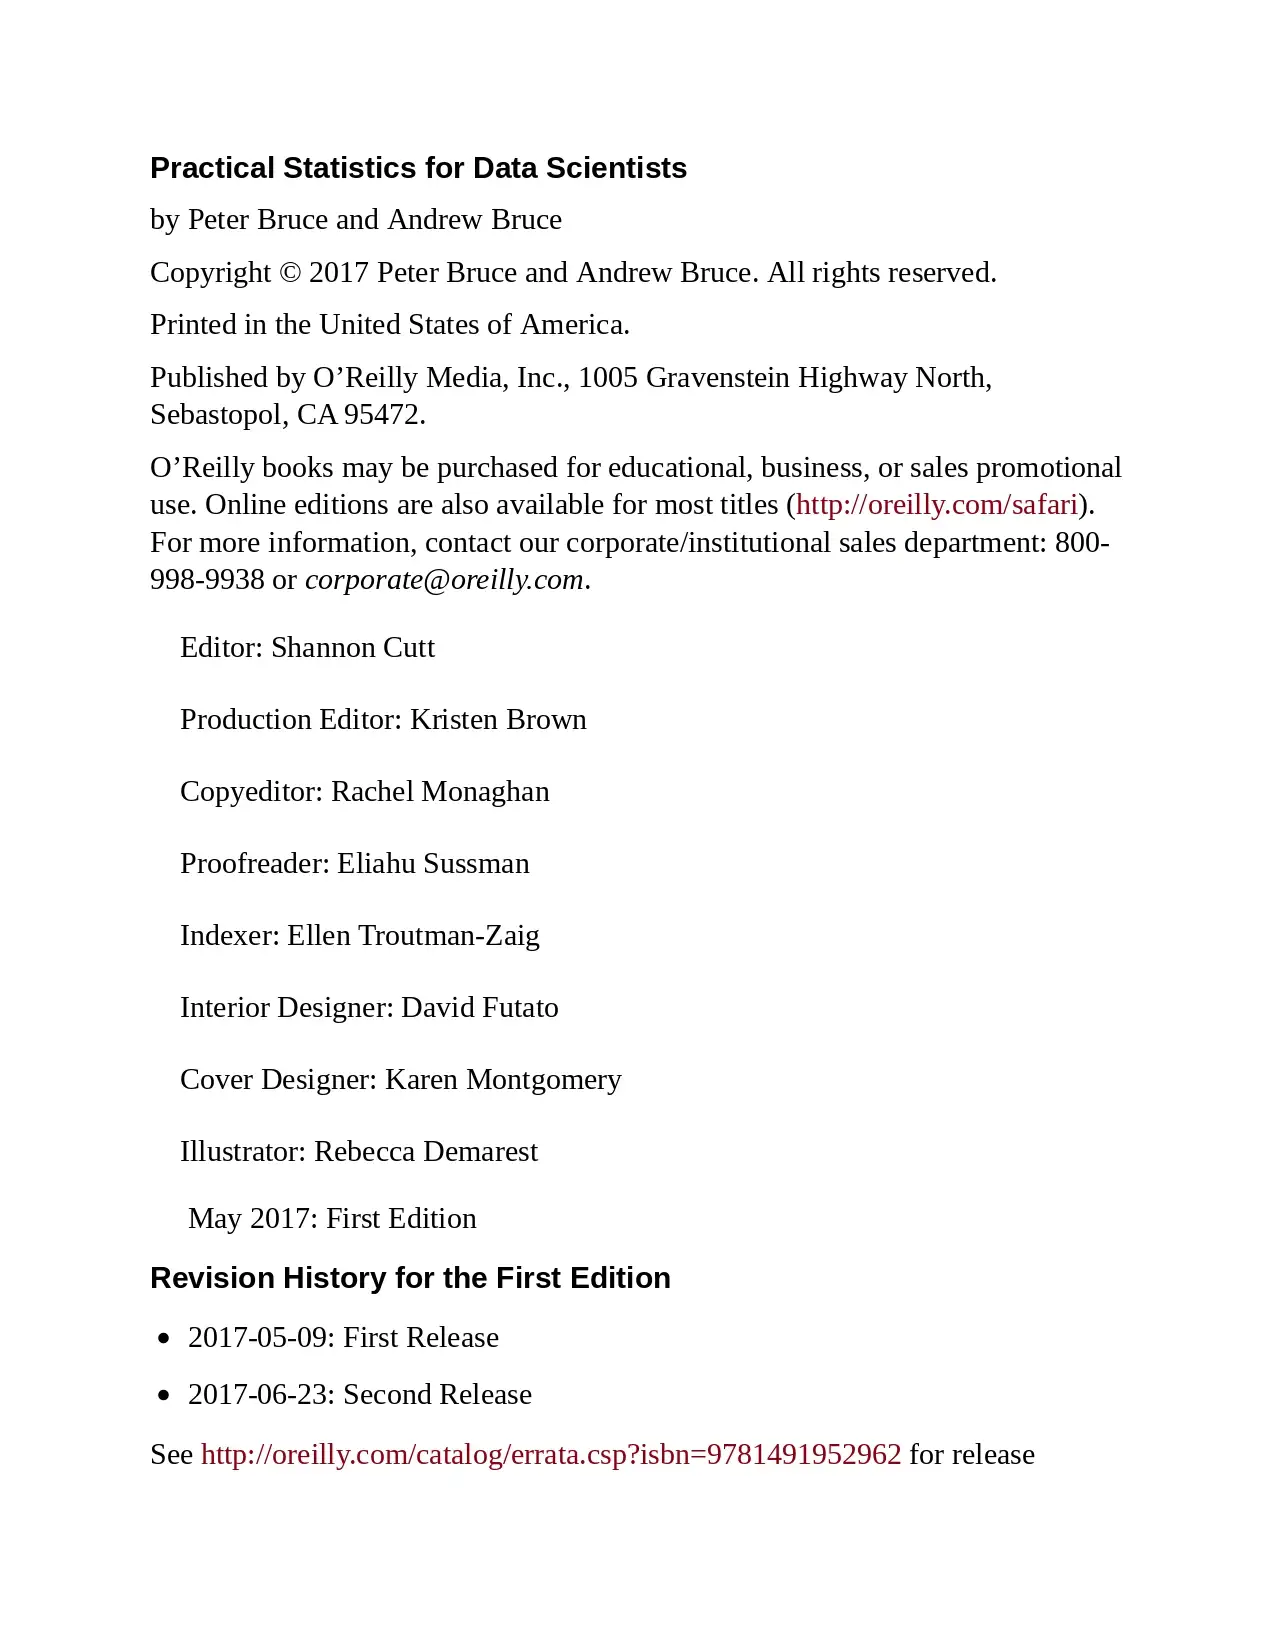 Practical Statistics for Data Scientists
by Peter Bruce and Andrew Bruce
Copyright © 2017 Peter Bruce and Andrew Bruce. All rights reserved.
Printed in the United States of America.
Published by O’Reilly Media, Inc., 1005 Gravenstein Highway North,
Sebastopol, CA 95472.
O’Reilly books may be purchased for educational, business, or sales promotional
use. Online editions are also available for most titles (http://oreilly.com/safari).
For more information, contact our corporate/institutional sales department: 800-
998-9938 or corporate@oreilly.com.
Editor: Shannon Cutt
Production Editor: Kristen Brown
Copyeditor: Rachel Monaghan
Proofreader: Eliahu Sussman
Indexer: Ellen Troutman-Zaig
Interior Designer: David Futato
Cover Designer: Karen Montgomery
Illustrator: Rebecca Demarest
May 2017: First Edition
Revision History for the First Edition
• 2017-05-09: First Release
• 2017-06-23: Second Release
See http://oreilly.com/catalog/errata.csp?isbn=9781491952962 for release